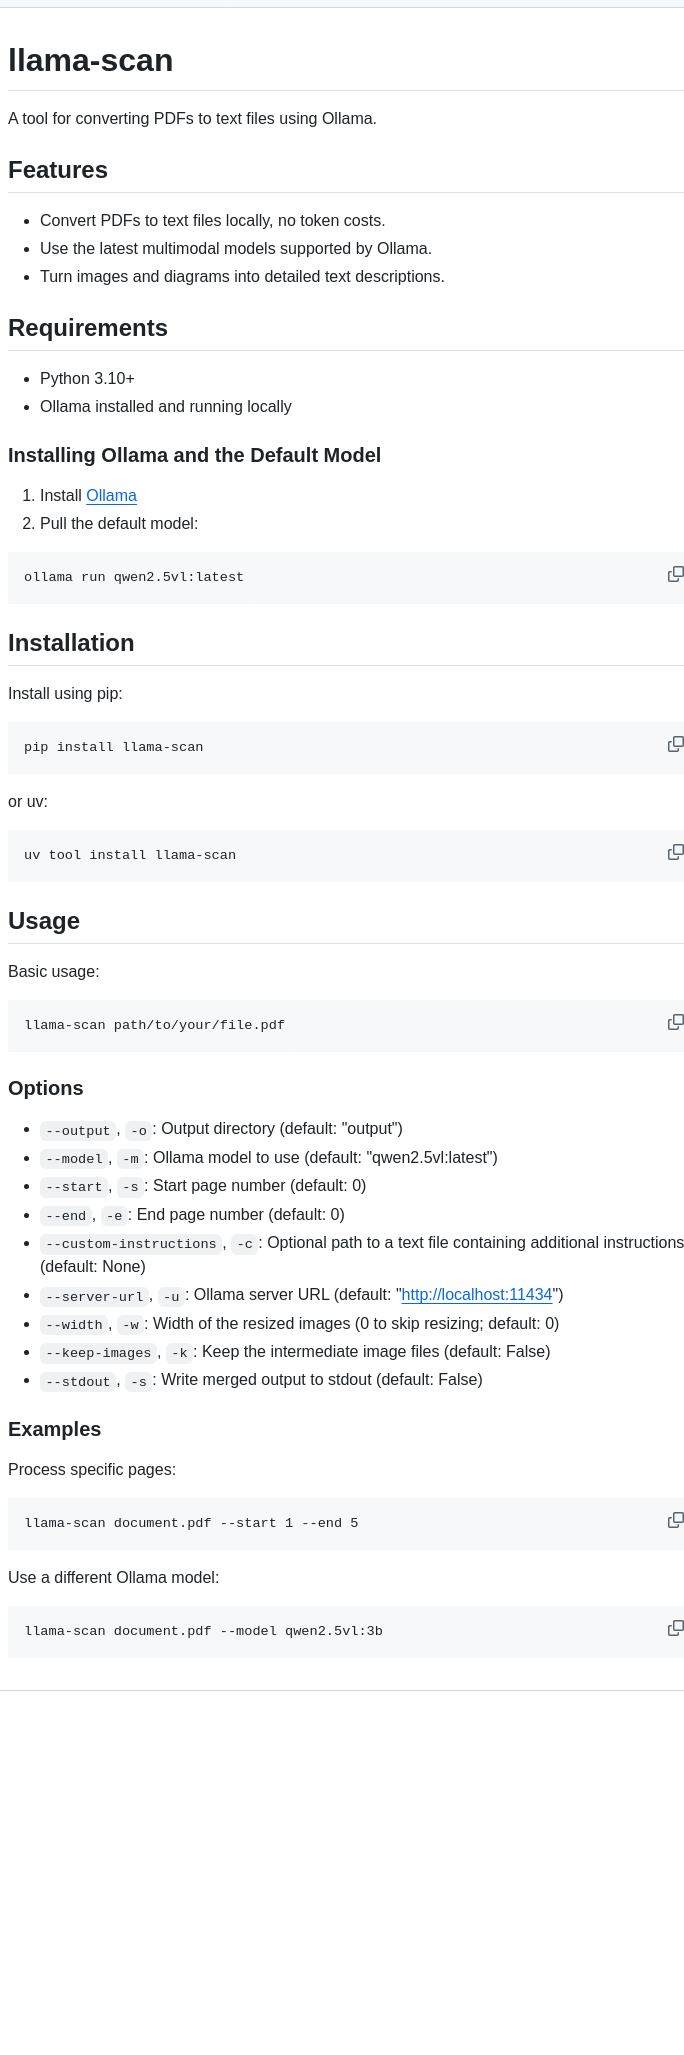 llama-scan
A tool for converting PDFs to text files using Ollama.
Features
Convert PDFs to text files locally, no token costs.
Use the latest multimodal models supported by Ollama.
Turn images and diagrams into detailed text descriptions.
Requirements
Python 3.10+
Ollama installed and running locally
Installing Ollama and the Default Model
1. Install Ollama
2. Pull the default model:
ollama run qwen2.5vl:latest
Installation
Install using pip:
pip install llama-scan
or uv:
uv tool install llama-scan
Usage
Basic usage:
llama-scan path/to/your/file.pdf
Options
--output, -o: Output directory (default: "output")
--model, -m: Ollama model to use (default: "qwen2.5vl:latest")
--start, -s: Start page number (default: 0)
--end, -e: End page number (default: 0)
--custom-instructions, -c: Optional path to a text file containing additional instructions
(default: None)
--server-url, -u: Ollama server URL (default: "http://localhost:11434")
--width, -w: Width of the resized images (0 to skip resizing; default: 0)
--keep-images, -k: Keep the intermediate image files (default: False)
--stdout, -s: Write merged output to stdout (default: False)
Examples
Process specific pages:
llama-scan document.pdf --start 1 --end 5
Use a different Ollama model:
llama-scan document.pdf --model qwen2.5vl:3b